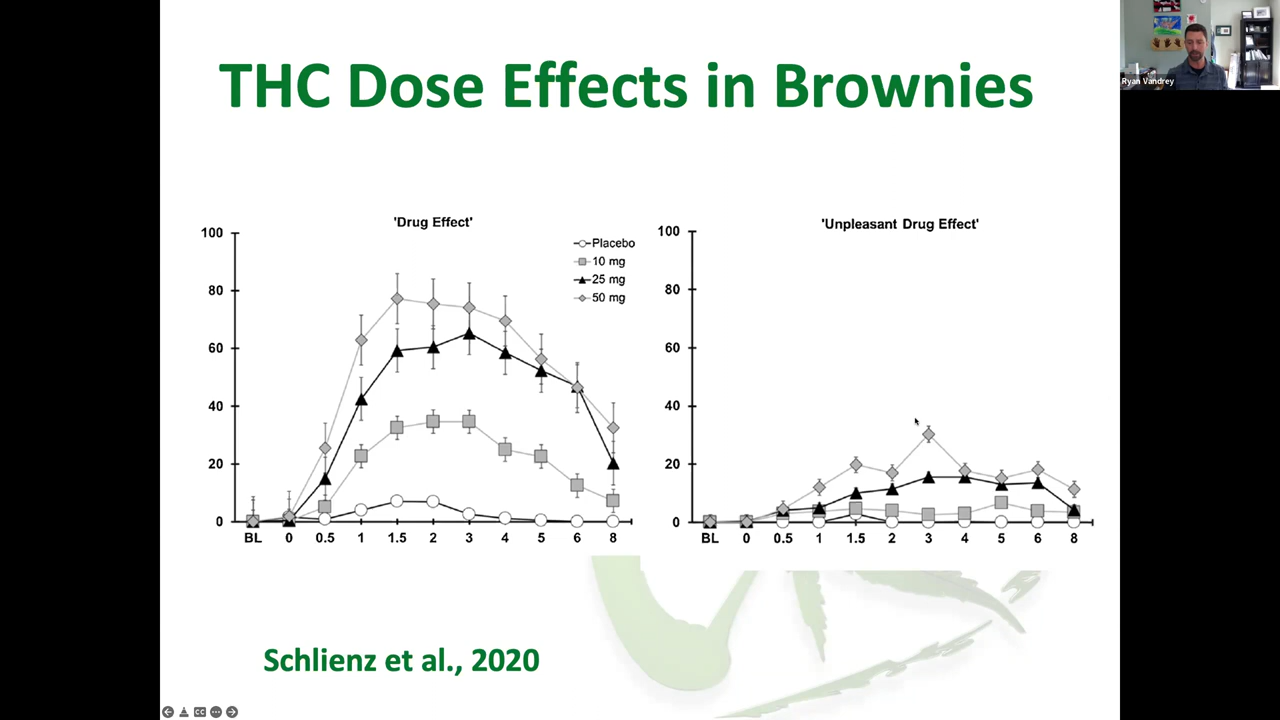 THC Dose Effects in Brownies
Ryan Vandrey
'Drug Effect'
100
80
60
40
20
0
BL 0 0.5 1 1.5 2 3 4 5 6 8
Placebo
10 mg
25 mg
50 mg
'Unpleasant Drug Effect'
100
80
60
40
20
0
BL 0 0.5 1 1.5 2 3 4 5 6 8
Schlienz et al., 2020
CC